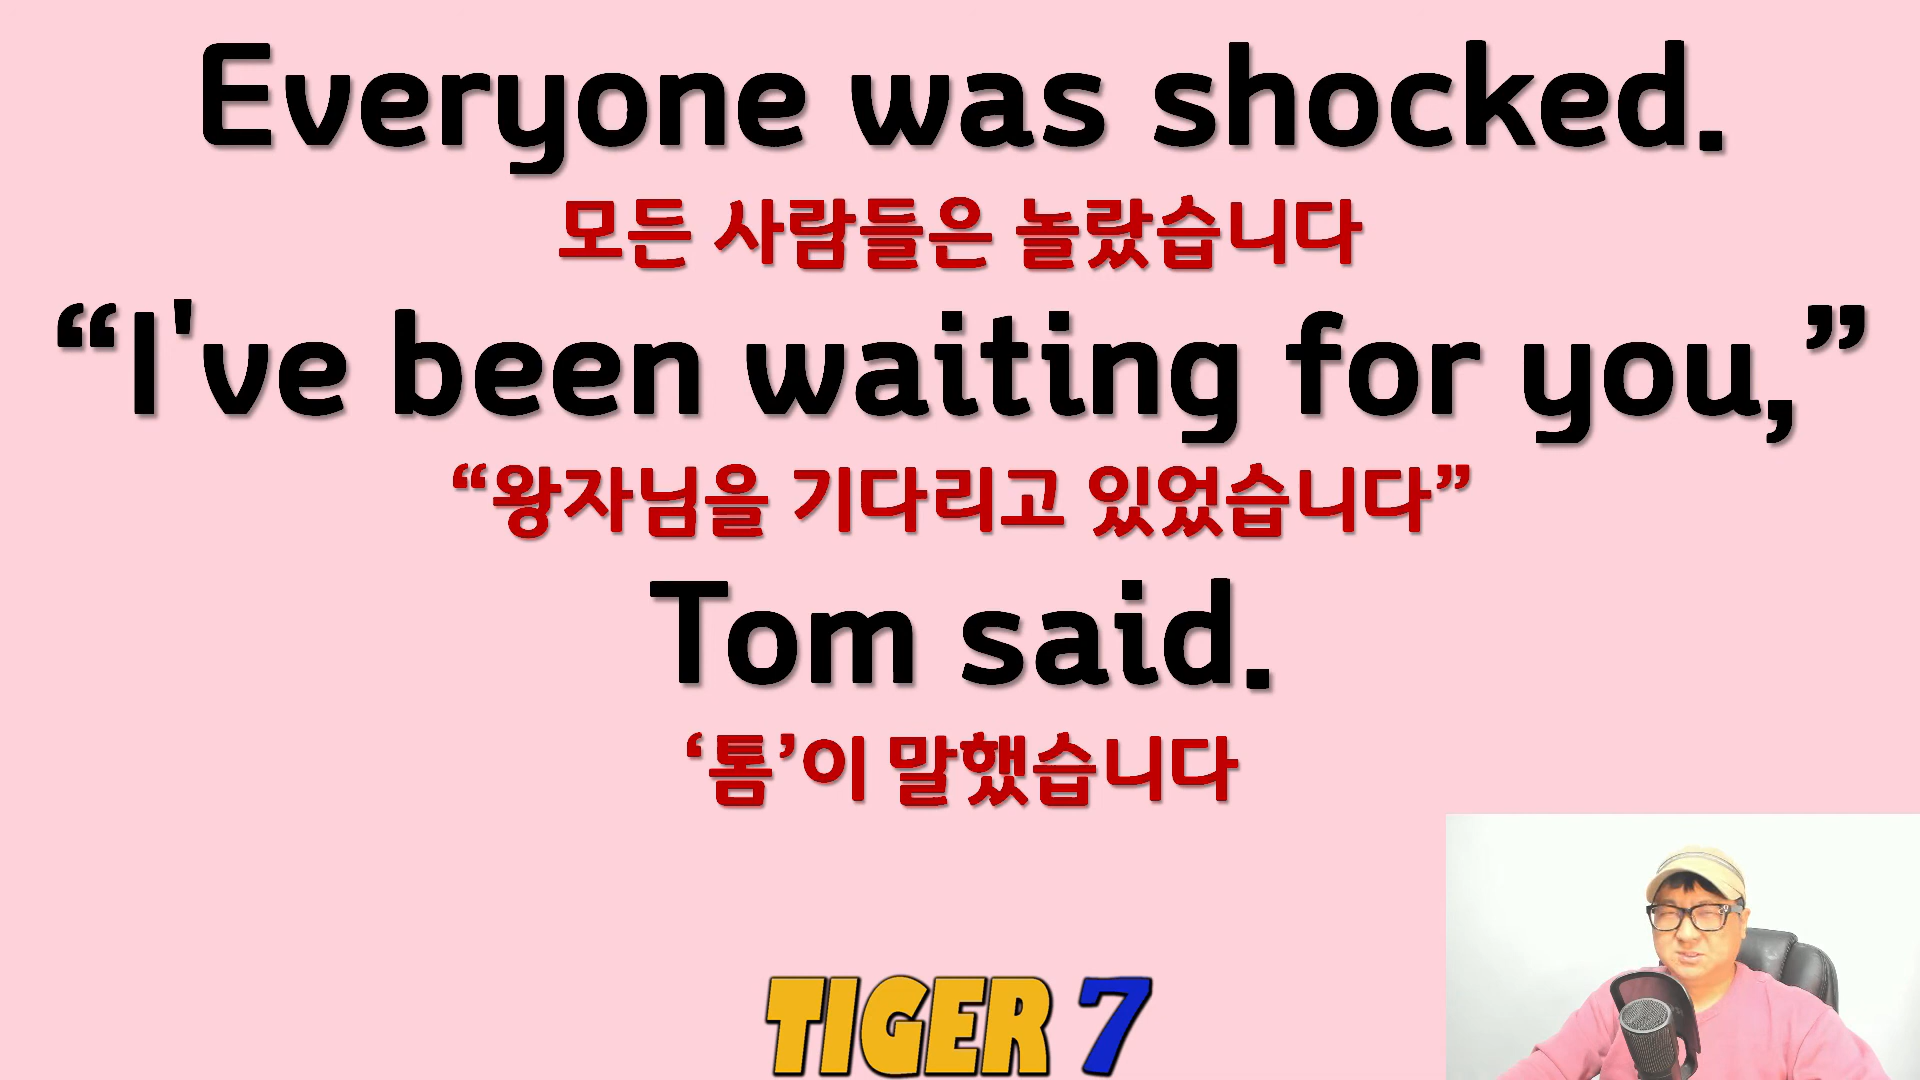 Everyone was shocked.
모든 사람들은 놀랐습니다
“I've been waiting for you,”
“왕자님을 기다리고 있었습니다”
Tom said.
‘톰’이 말했습니다
TIGER 7